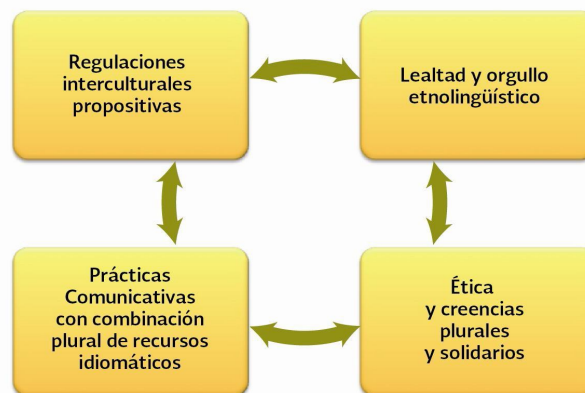 Regulaciones
interculturales
propositivas
Lealtad y orgullo
etnolingüístico
Prácticas
Comunicativas
con combinación
plural de recursos
idiomáticos
Ética
y creencias
plurales
y solidarios